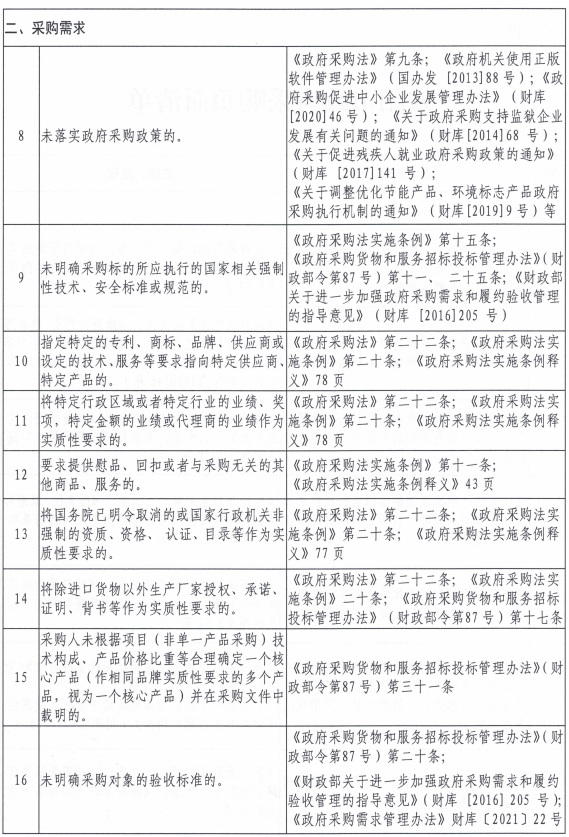 二、采购需求
8
未落实政府采购政策的。
《政府采购法》第九条；《政府机关使用正版
软件管理办法》（国办发 [2013]88 号）；《政
府采购促进中小企业发展管理办法》（财库
[2020]46 号）；《关于政府采购支持监狱企业
发展有关问题的通知》（财库[2014]68 号）；
《关于促进残疾人就业政府采购政策的通知》
（财库 [2017]141 号）；
《关于调整优化节能产品、环境标志产品政府
采购执行机制的通知》（财库[2019]9 号）等
9
未明确采购标的所应执行的国家相关强制
性技术、安全标准或规范的。
《政府采购法实施条例》第十五条；
《政府采购货物和服务招标投标管理办法》（财
政部令第87号）第十一、二十五条；《财政部
关于进一步加强政府采购需求和履约验收管理
的指导意见》（财库 [2016]205 号）
10
指定特定的专利、商标、品牌、供应商或
设定的技术、服务等要求指向特定供应商、
特定产品的。
《政府采购法》第二十二条；《政府采购法实
施条例》第二十条；《政府采购法实施条例释
义》78 页
11
将特定行政区域或者特定行业的业绩、奖
项，特定金额的业绩或代理商的业绩作为
实质性要求的。
《政府采购法》第二十二条；《政府采购法实
施条例》第二十条；《政府采购法实施条例释
义》78 页
12
要求提供赠品、回扣或者与采购无关的其
他商品、服务的。
《政府采购法实施条例》第十一条；
《政府采购法实施条例释义》43 页
13
将国务院已明令取消的或国家行政机关非
强制的资质、资格、认证、目录等作为实
质性要求的。
《政府采购法》第二十二条；《政府采购法实
施条例》第二十条；《政府采购法实施条例释
义》77 页
14
将除进口货物以外生产厂家授权、承诺、
证明、背书等作为实质性要求的。
《政府采购法》第二十二条；《政府采购法实
施条例》二十条；《政府采购货物和服务招标
投标管理办法》（财政部令第87 号）第十七条
15
采购人未根据项目（非单一产品采购）技
术构成、产品价格比重等合理确定一个核
心产品（作相同品牌实质性要求的多个产
品，视为一个核心产品）并在采购文件中
载明的。
《政府采购货物和服务招标投标管理办法》（财
政部令第87 号）第三十一条
16
未明确采购对象的验收标准的。
《政府采购货物和服务招标投标管理办法》（财
政部令第87 号）第二十条；
《财政部关于进一步加强政府采购需求和履约
验收管理的指导意见》（财库 [2016] 205 号）；
《政府采购需求管理办法》财库〔2021〕22 号